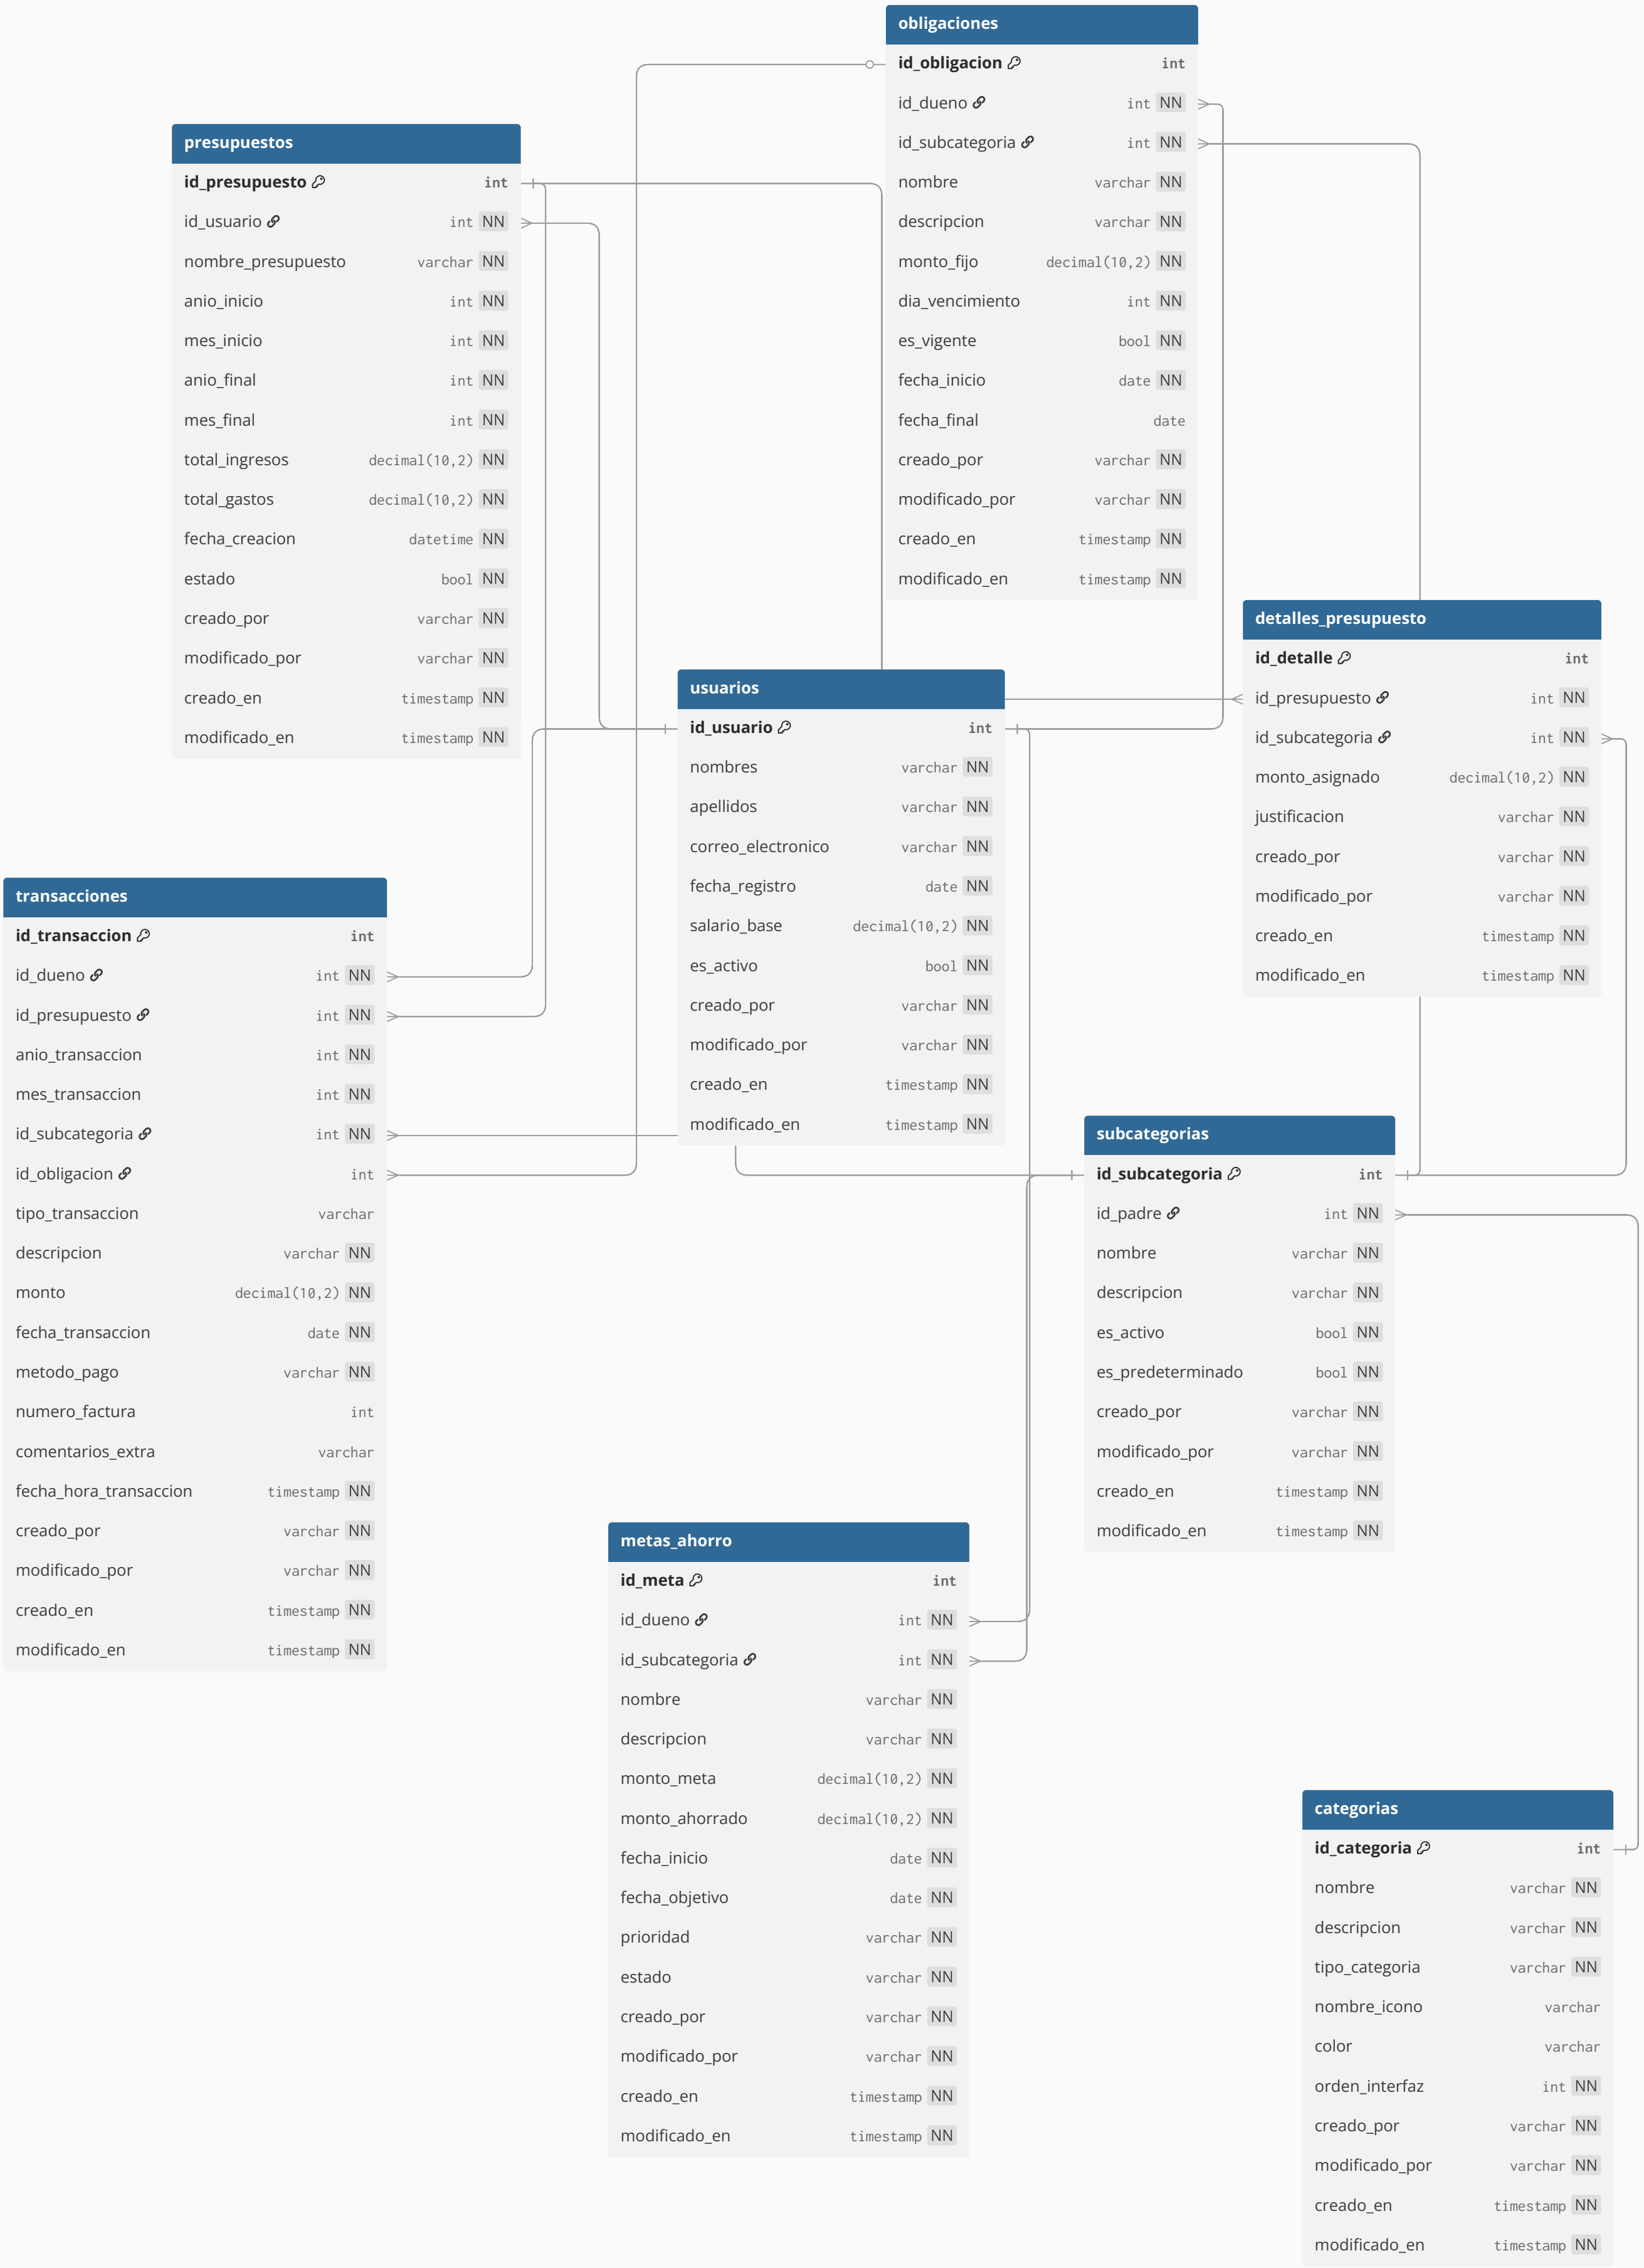 obligaciones
id_obligacion int
id_dueno int NN
id_subcategoria int NN
nombre varchar NN
descripcion varchar NN
monto_fijo decimal(10,2) NN
dia_vencimiento int NN
es_vigente bool NN
fecha_inicio date NN
fecha_final date
creado_por varchar NN
modificado_por varchar NN
creado_en timestamp NN
modificado_en timestamp NN
presupuestos
id_presupuesto int
id_usuario int NN
nombre_presupuesto varchar NN
anio_inicio int NN
mes_inicio int NN
anio_final int NN
mes_final int NN
total_ingresos decimal(10,2) NN
total_gastos decimal(10,2) NN
fecha_creacion datetime NN
estado bool NN
creado_por varchar NN
modificado_por varchar NN
creado_en timestamp NN
modificado_en timestamp NN
detalles_presupuesto
id_detalle int
id_presupuesto int NN
id_subcategoria int NN
monto_asignado decimal(10,2) NN
justificacion varchar NN
creado_por varchar NN
modificado_por varchar NN
creado_en timestamp NN
modificado_en timestamp NN
usuarios
id_usuario int
nombres varchar NN
apellidos varchar NN
correo_electronico varchar NN
fecha_registro date NN
salario_base decimal(10,2) NN
es_activo bool NN
creado_por varchar NN
modificado_por varchar NN
creado_en timestamp NN
modificado_en timestamp NN
transacciones
id_transaccion int
id_dueno int NN
id_presupuesto int NN
anio_transaccion int NN
mes_transaccion int NN
id_subcategoria int NN
id_obligacion int
tipo_transaccion varchar
descripcion varchar NN
monto decimal(10,2) NN
fecha_transaccion date NN
metodo_pago varchar NN
numero_factura int
comentarios_extra varchar
fecha_hora_transaccion timestamp NN
creado_por varchar NN
modificado_por varchar NN
creado_en timestamp NN
modificado_en timestamp NN
subcategorias
id_subcategoria int
id_padre int NN
nombre varchar NN
descripcion varchar NN
es_activo bool NN
es_predeterminado bool NN
creado_por varchar NN
modificado_por varchar NN
creado_en timestamp NN
modificado_en timestamp NN
metas_ahorro
id_meta int
id_dueno int NN
id_subcategoria int NN
nombre varchar NN
descripcion varchar NN
monto_meta decimal(10,2) NN
monto_ahorrado decimal(10,2) NN
fecha_inicio date NN
fecha_objetivo date NN
prioridad varchar NN
estado varchar NN
creado_por varchar NN
modificado_por varchar NN
creado_en timestamp NN
modificado_en timestamp NN
categorias
id_categoria int
nombre varchar NN
descripcion varchar NN
tipo_categoria varchar NN
nombre_icono varchar
color varchar
orden_interfaz int NN
creado_por varchar NN
modificado_por varchar NN
creado_en timestamp NN
modificado_en timestamp NN